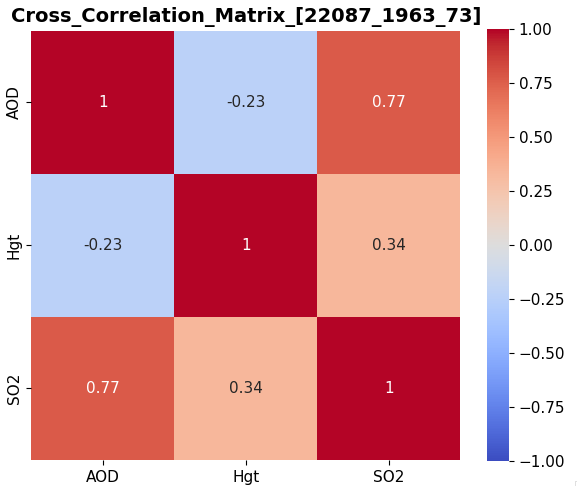 Cross_Correlation_Matrix_[22087_1963_73]
AOD
1
-0.23
0.77
Hgt
-0.23
1
0.34
SO2
0.77
0.34
1
AOD
Hgt
SO2
1.00
0.75
0.50
0.25
0.00
−0.25
−0.50
−0.75
−1.00